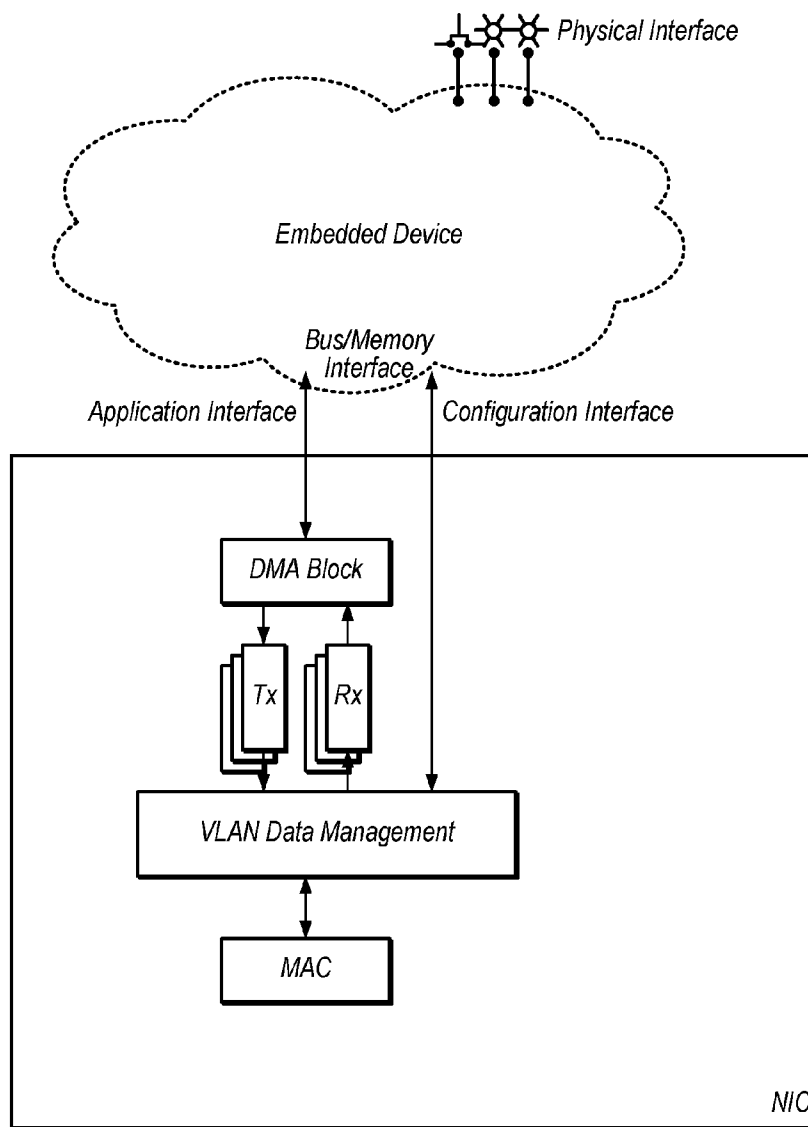 Physical Interface
Embedded Device
Bus/Memory
Interface
Application Interface
Configuration Interface
DMA Block
Tx
Rx
VLAN Data Management
MAC
NIC